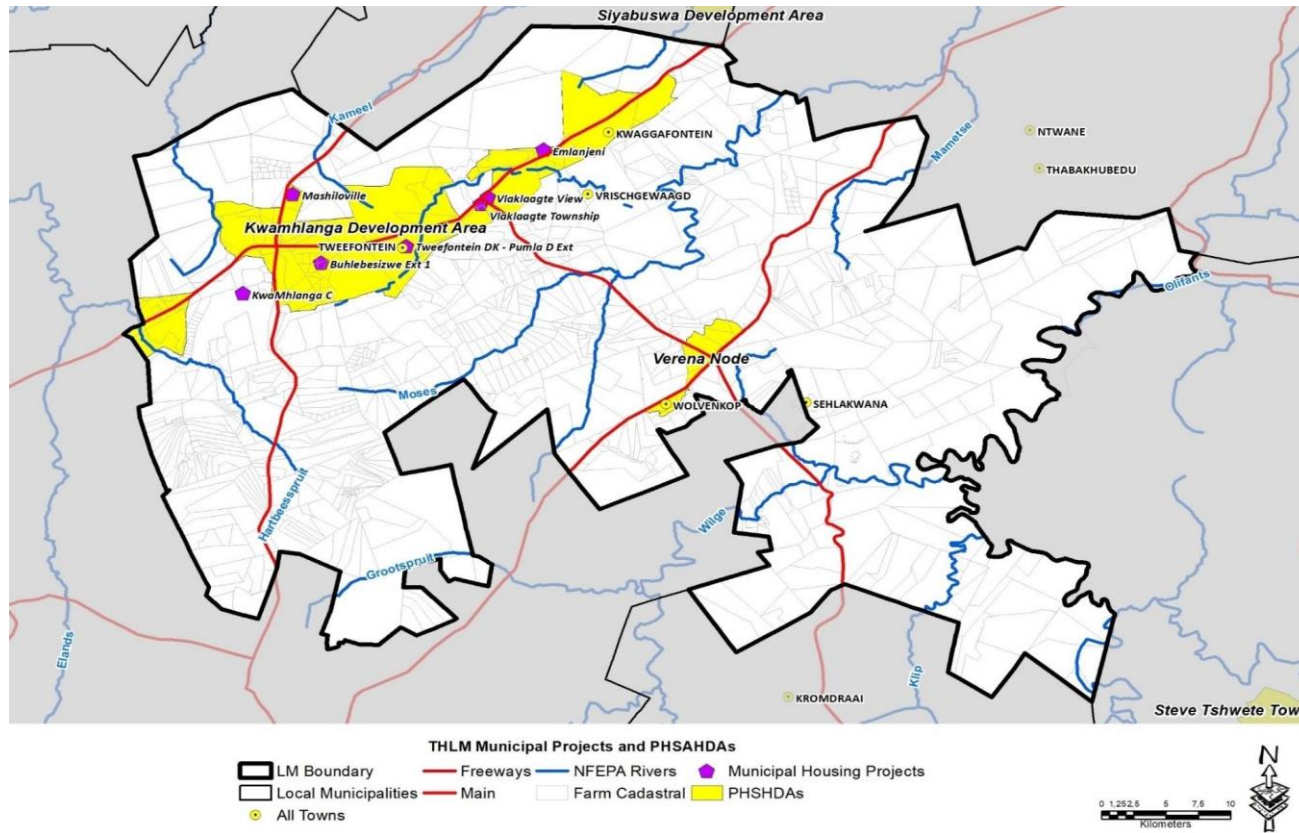 Siyabuswa Development Area
Kameel
KWAGGAFONTEIN
NTWANE
Emlanjeni
Mametse
THABAKHUBEDU
Mashiloville
Vlaklaagte View
VRISCHGEWAAGD
Vlaklaagte Township
Kwamhlanga Development Area
TWEEFONTEIN
Tweefontein DK - Pumla D Ext
Buhlebesizwe Ext 1
KwaMhlanga C
Olifants
Verena Node
Moses
WOLVENKOP
SEHLAKWANA
Hartbeesspruit
Wilge
Grootspruit
Elands
Klip
KROMDRAAI
Steve Tshwete Tow
THLM Municipal Projects and PHSAHDAs
LM Boundary
Freeways
NFEPA Rivers
Municipal Housing Projects
Local Municipalities
Main
Farm Cadastral
PHSHDAs
All Towns
N
0 1,252,5 5 7,5 10
Kilometers